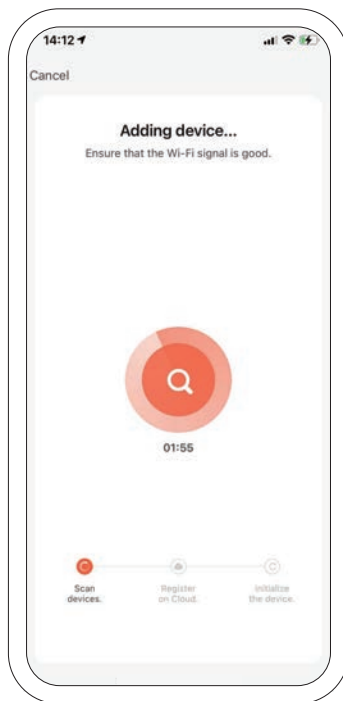 14:12
Cancel
Adding device...
Ensure that the Wi-Fi signal is good.
01:55
Scan
devices.
Register
on Cloud.
Initialize
the device.